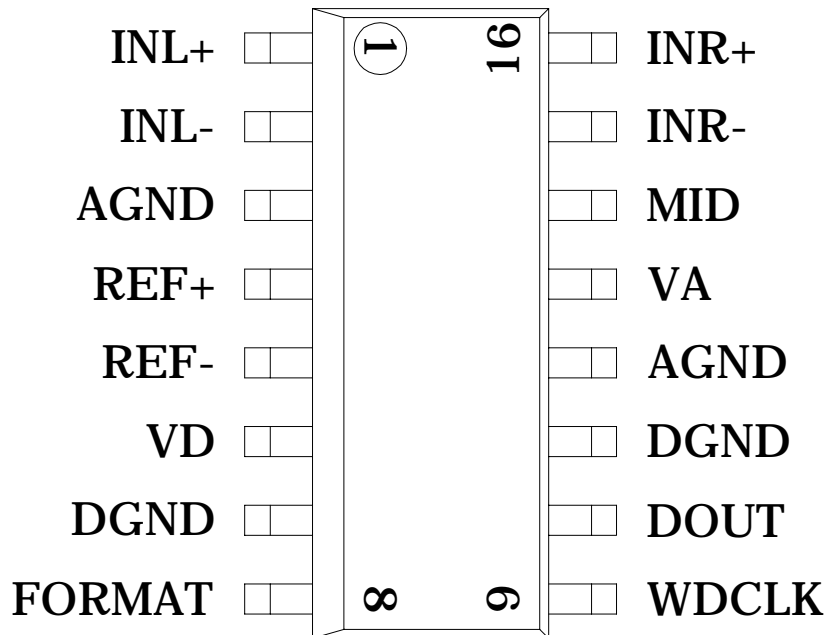 INL+ 1 16 INR+
INL- INR-
AGND MID
REF+ VA
REF- AGND
VD DGND
DGND DOUT
FORMAT 8 9 WDCLK